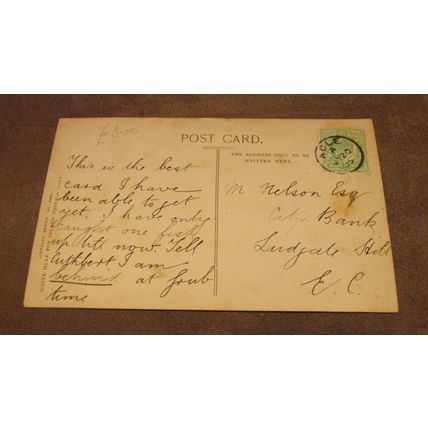 £3.00
POST CARD.
THE ADDRESS ONLY TO BE
WRITTEN HERE.
This is the best
card I have
been able to get
yet. I have only
caught one fish
up till now. Tell
Cuthbert I am
behind at Grub
time
M Nelson Esq
City Bank
Ludgate Hill
E. C.
ACLE